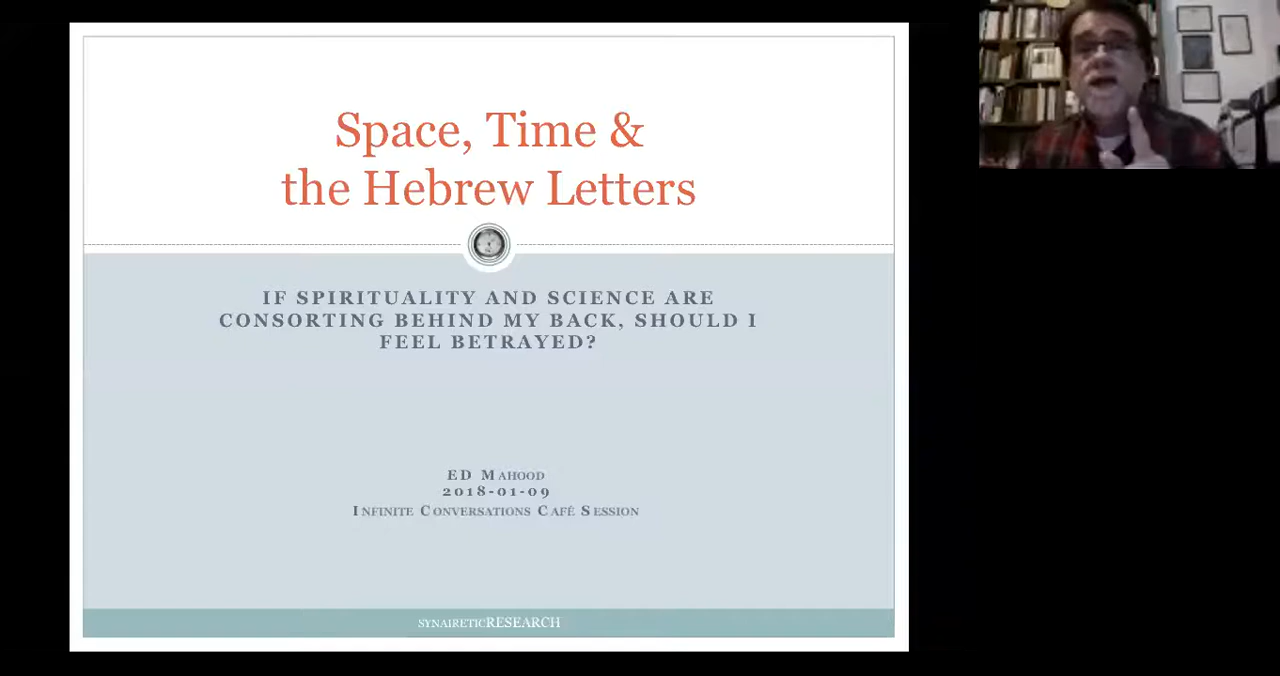 Space, Time &
the Hebrew Letters
IF SPIRITUALITY AND SCIENCE ARE
CONSORTING BEHIND MY BACK, SHOULD I
FEEL BETRAYED?
ED MAHOOD
2018-01-09
INFINITE CONVERSATIONS CAFÉ SESSION
SYNAIRETICRESEARCH